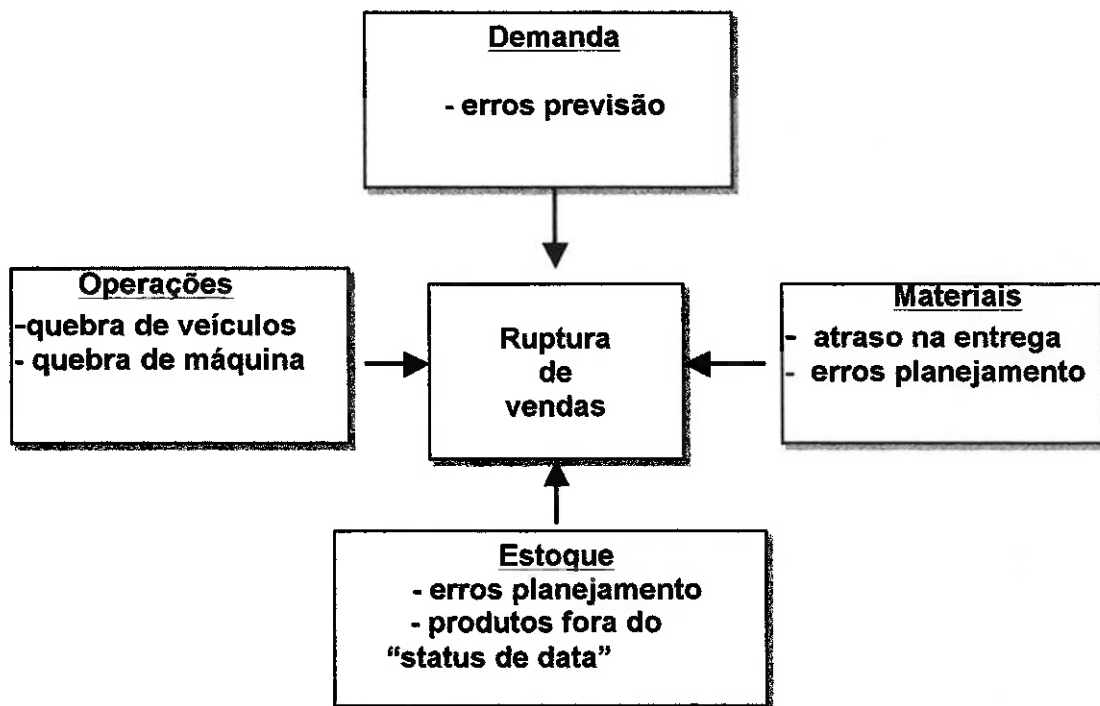 Demanda
- erros previsão
Operações
-quebra de veículos
- quebra de máquina
Ruptura
de
vendas
Materiais
- atraso na entrega
- erros planejamento
Estoque
- erros planejamento
- produtos fora do
“status de data”